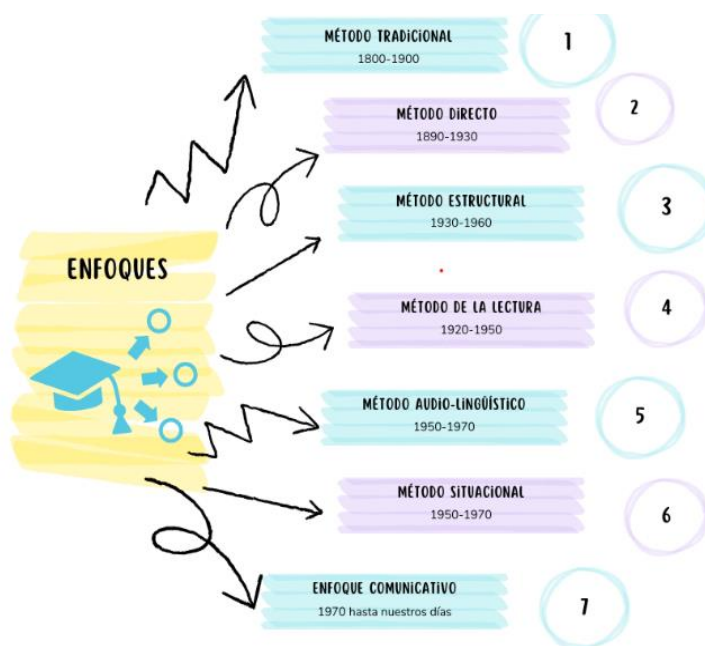 MÉTODO TRADICIONAL
1800-1900
1
MÉTODO DIRECTO
1890-1930
2
MÉTODO ESTRUCTURAL
1930-1960
3
ENFOQUES
MÉTODO DE LA LECTURA
1920-1950
4
MÉTODO AUDIO-LINGÜÍSTICO
1950-1970
5
MÉTODO SITUACIONAL
1950-1970
6
ENFOQUE COMUNICATIVO
1970 hasta nuestros días
7